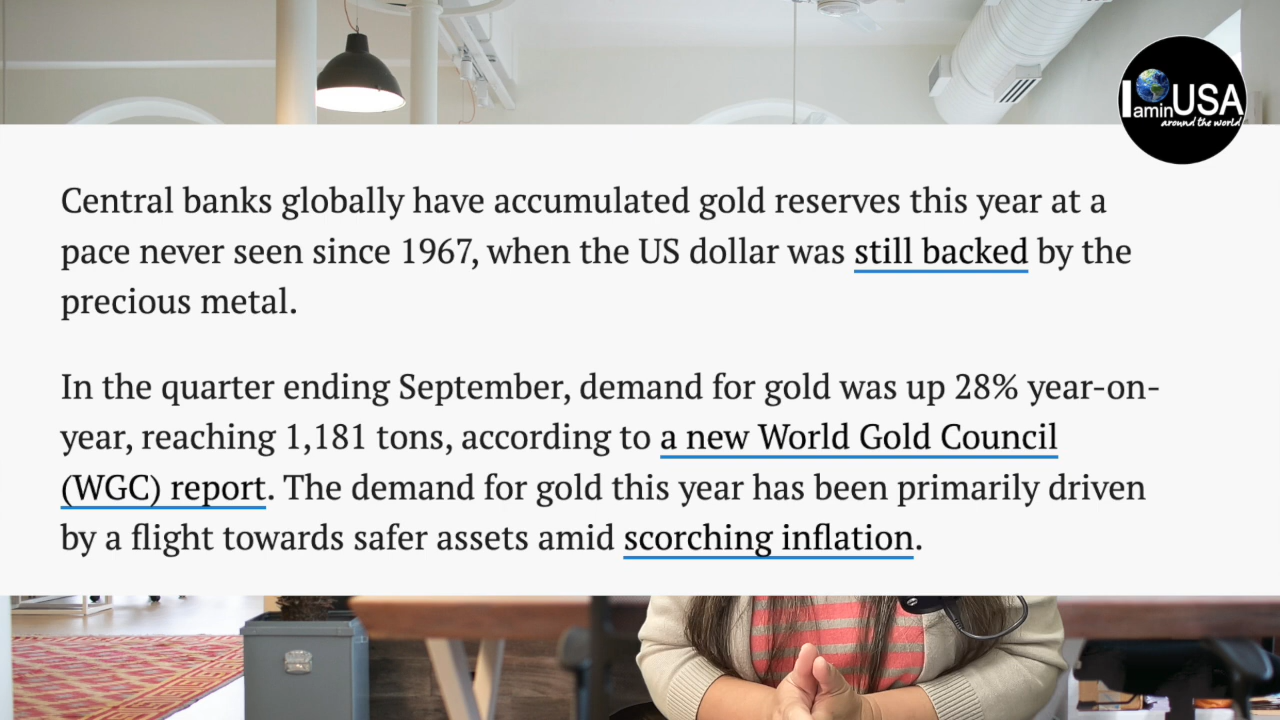 IaminUSA
around the world
Central banks globally have accumulated gold reserves this year at a
pace never seen since 1967, when the US dollar was still backed by the
precious metal.
In the quarter ending September, demand for gold was up 28% year-on-
year, reaching 1,181 tons, according to a new World Gold Council
(WGC) report. The demand for gold this year has been primarily driven
by a flight towards safer assets amid scorching inflation.